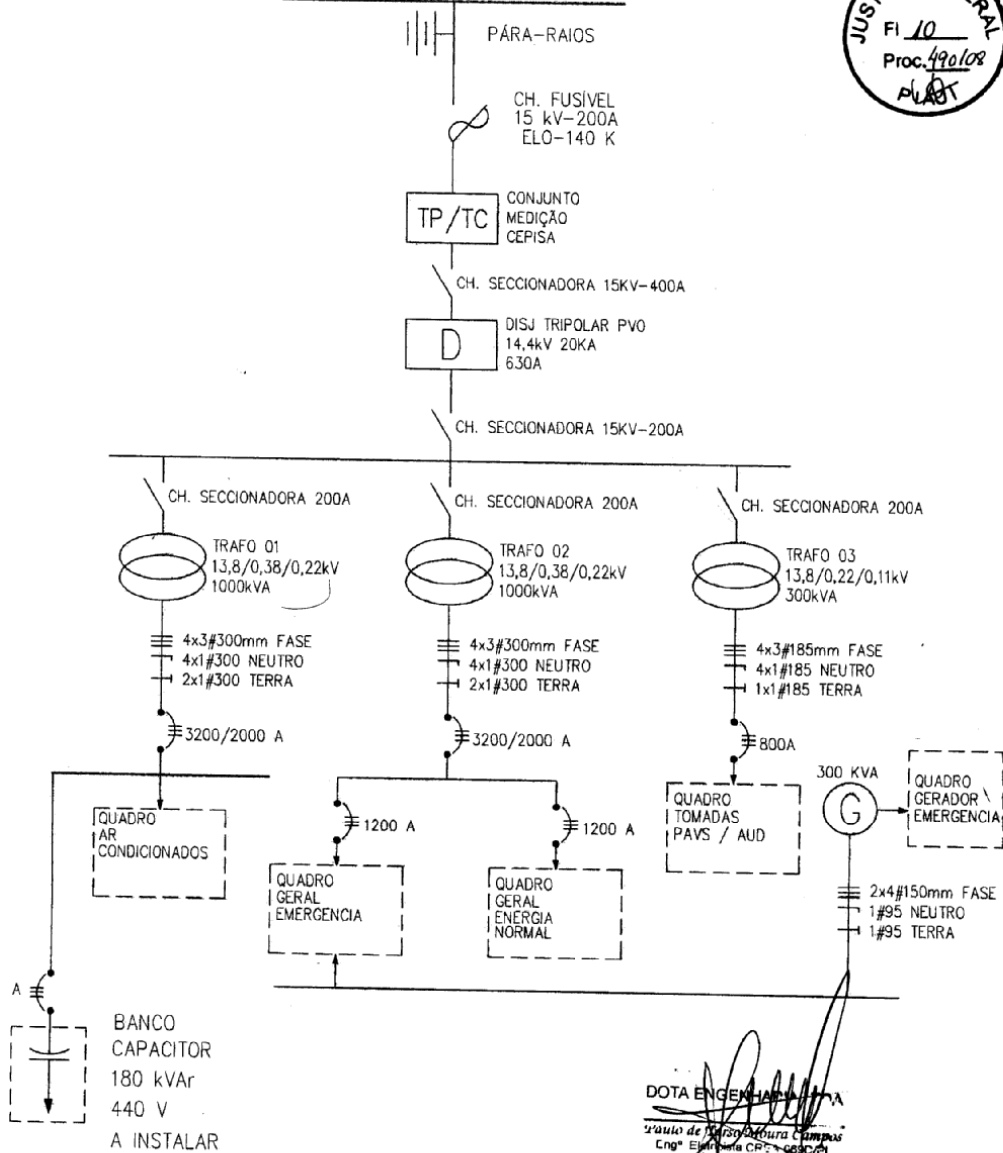 PÁRA-RAIOS
FI 10
Proc. 490/08
CH. FUSÍVEL
15 kV-200A
ELO-140 K
TP/TC
CONJUNTO
MEDIÇÃO
CEPISA
CH. SECCIONADORA 15KV-400A
D
DISJ TRIPOLAR PVO
14,4kV 20KA
630A
CH. SECCIONADORA 15KV-200A
CH. SECCIONADORA 200A
CH. SECCIONADORA 200A
CH. SECCIONADORA 200A
TRAFO 01
13,8/0,38/0,22kV
1000kVA
TRAFO 02
13,8/0,38/0,22kV
1000kVA
TRAFO 03
13,8/0,22/0,11kV
300kVA
4x3#300mm FASE
4x1#300 NEUTRO
2x1#300 TERRA
4x3#300mm FASE
4x1#300 NEUTRO
2x1#300 TERRA
4x3#185mm FASE
4x1#185 NEUTRO
1x1#185 TERRA
3200/2000 A
3200/2000 A
800A
QUADRO
AR
CONDICIONADOS
1200 A
1200 A
QUADRO
GERAL
EMERGENCIA
QUADRO
GERAL
ENERGIA
NORMAL
QUADRO
TOMADAS
PAVS / AUD
300 KVA
G
QUADRO
GERADOR
EMERGENCIA
2x4#150mm FASE
1#95 NEUTRO
1#95 TERRA
A
BANCO
CAPACITOR
180 kVAr
440 V
A INSTALAR
DOTA ENGENHARIA
Paulo de Tarso Moura Campos